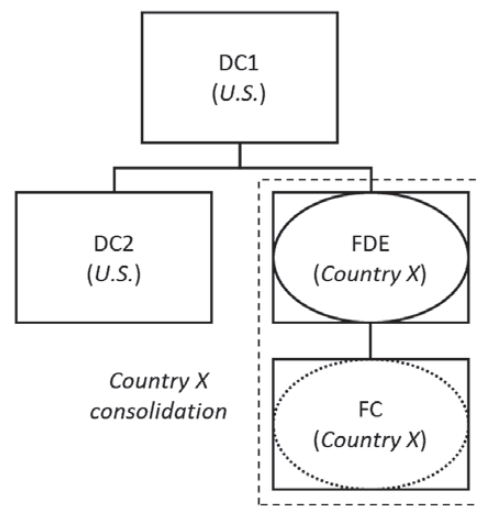 DC1
(U.S.)
DC2
(U.S.)
FDE
(Country X)
Country X
consolidation
FC
(Country X)